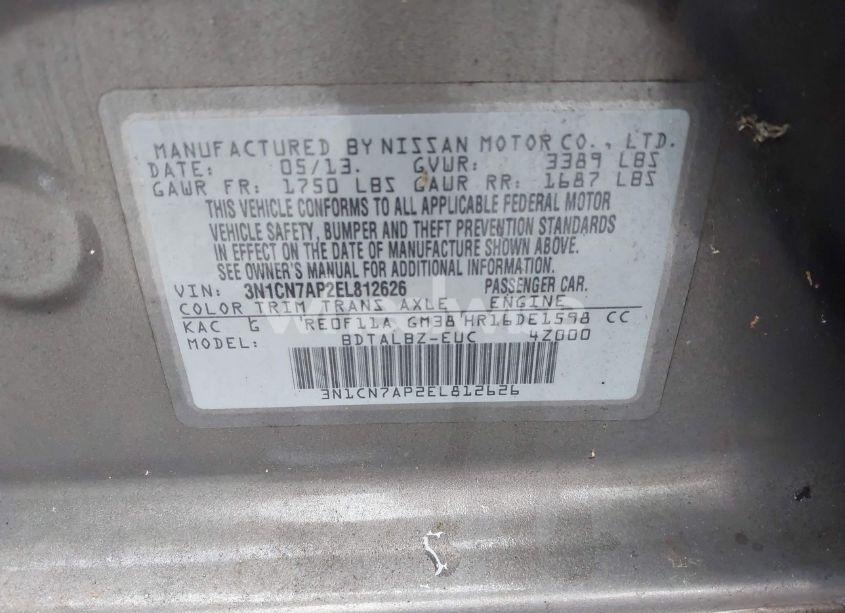 MANUFACTURED BY NISSAN MOTOR CO., LTD.
DATE: 05/13. GVWR: 3389 LBS
GAWR FR: 1750 LBS GAWR RR: 1687 LBS
THIS VEHICLE CONFORMS TO ALL APPLICABLE FEDERAL MOTOR
VEHICLE SAFETY, BUMPER AND THEFT PREVENTION STANDARDS
IN EFFECT ON THE DATE OF MANUFACTURE SHOWN ABOVE.
SEE OWNER'S MANUAL FOR ADDITIONAL INFORMATION.
VIN: 3N1CN7AP2EL812626 PASSENGER CAR.
COLOR TRIM TRANS AXLE ENGINE
KAC G RE0F11A GM38 HR16DE1598 CC
MODEL: BDTALBZ-EUC 4Z000
3N1CN7AP2EL812626